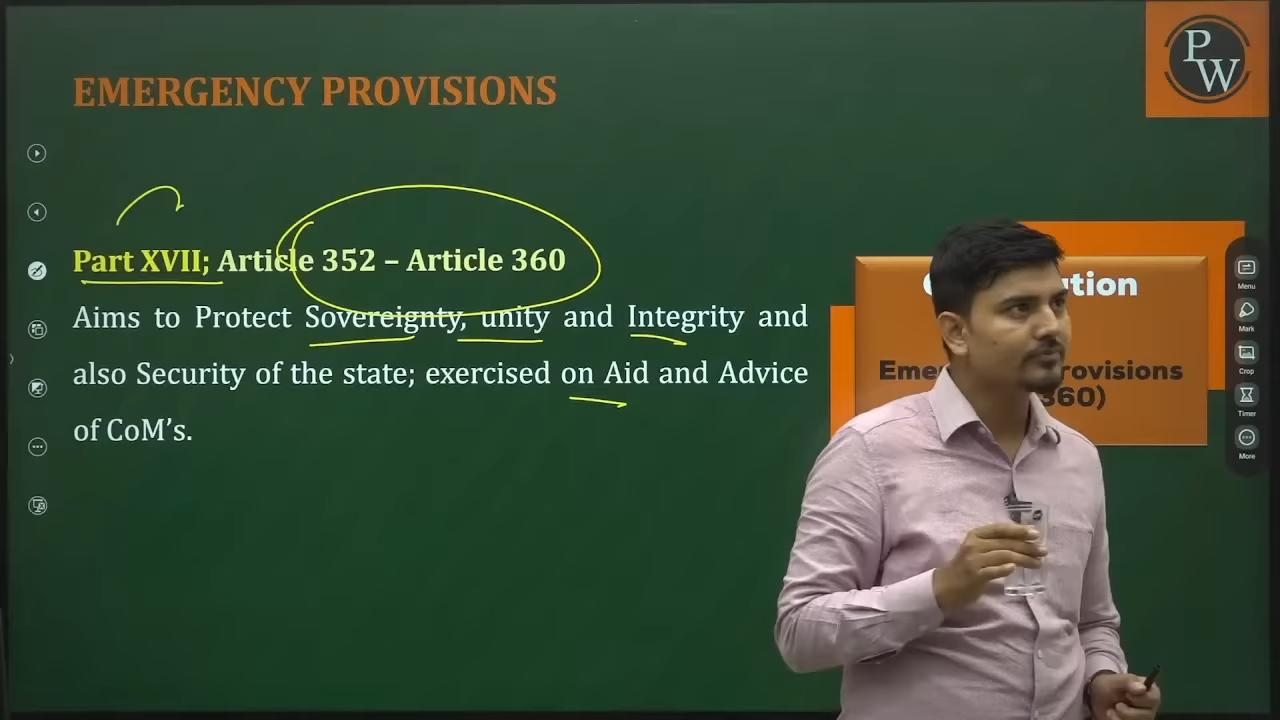 EMERGENCY PROVISIONS
PW
Part XVII; Article 352 – Article 360
Aims to Protect Sovereignty, unity and Integrity and
also Security of the state; exercised on Aid and Advice
of CoM's.
360)
Menu
Mark
Crop
Timer
More